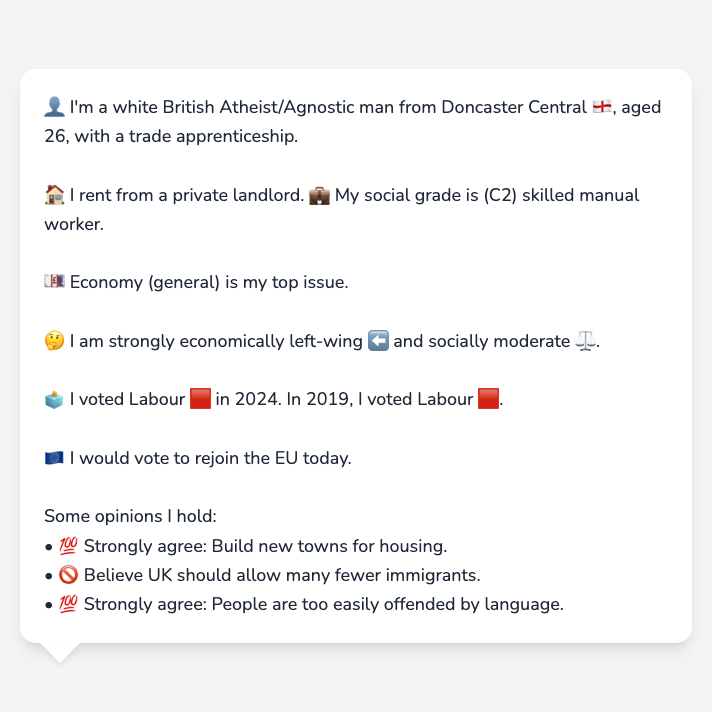 👤 I'm a white British Atheist/Agnostic man from Doncaster Central 🏴󠁧󠁢󠁥󠁮󠁧󠁿, aged
26, with a trade apprenticeship.
🏠 I rent from a private landlord. 💼 My social grade is (C2) skilled manual
worker.
💷 Economy (general) is my top issue.
🤔 I am strongly economically left-wing ⬅️ and socially moderate ⚖️.
🗳️ I voted Labour 🟥 in 2024. In 2019, I voted Labour 🟥.
🇪🇺 I would vote to rejoin the EU today.
Some opinions I hold:
• 💯 Strongly agree: Build new towns for housing.
• 🚫 Believe UK should allow many fewer immigrants.
• 💯 Strongly agree: People are too easily offended by language.